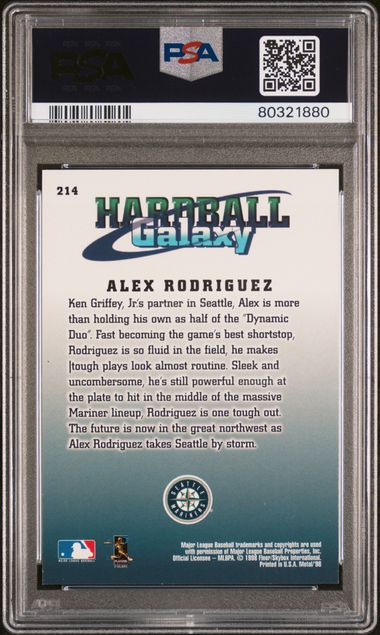 PSA
PSA
80321880
214
HARDBALL
Galaxy
ALEX RODRIGUEZ
Ken Griffey, Jr.'s partner in Seattle, Alex is more
than holding his own as half of the "Dynamic
Duo". Fast becoming the game's best shortstop,
Rodriguez is so fluid in the field, he makes
|tough plays look almost routine. Sleek and
uncombersome, he's still powerful enough at
the plate to hit in the middle of the massive
Mariner lineup, Rodriguez is one tough out.
The future is now in the great northwest as
Alex Rodriguez takes Seattle by storm.
SEATTLE
MARINERS
Major League Baseball trademarks and copyrights are used
with permission of Major League Baseball Properties, Inc.
Official Licensee – MLBPA. © 1998 Fleer/Skybox International.
Printed in U.S.A. Metal/'98
MAJOR LEAGUE BASEBALL
PLAYERS
CHOICE